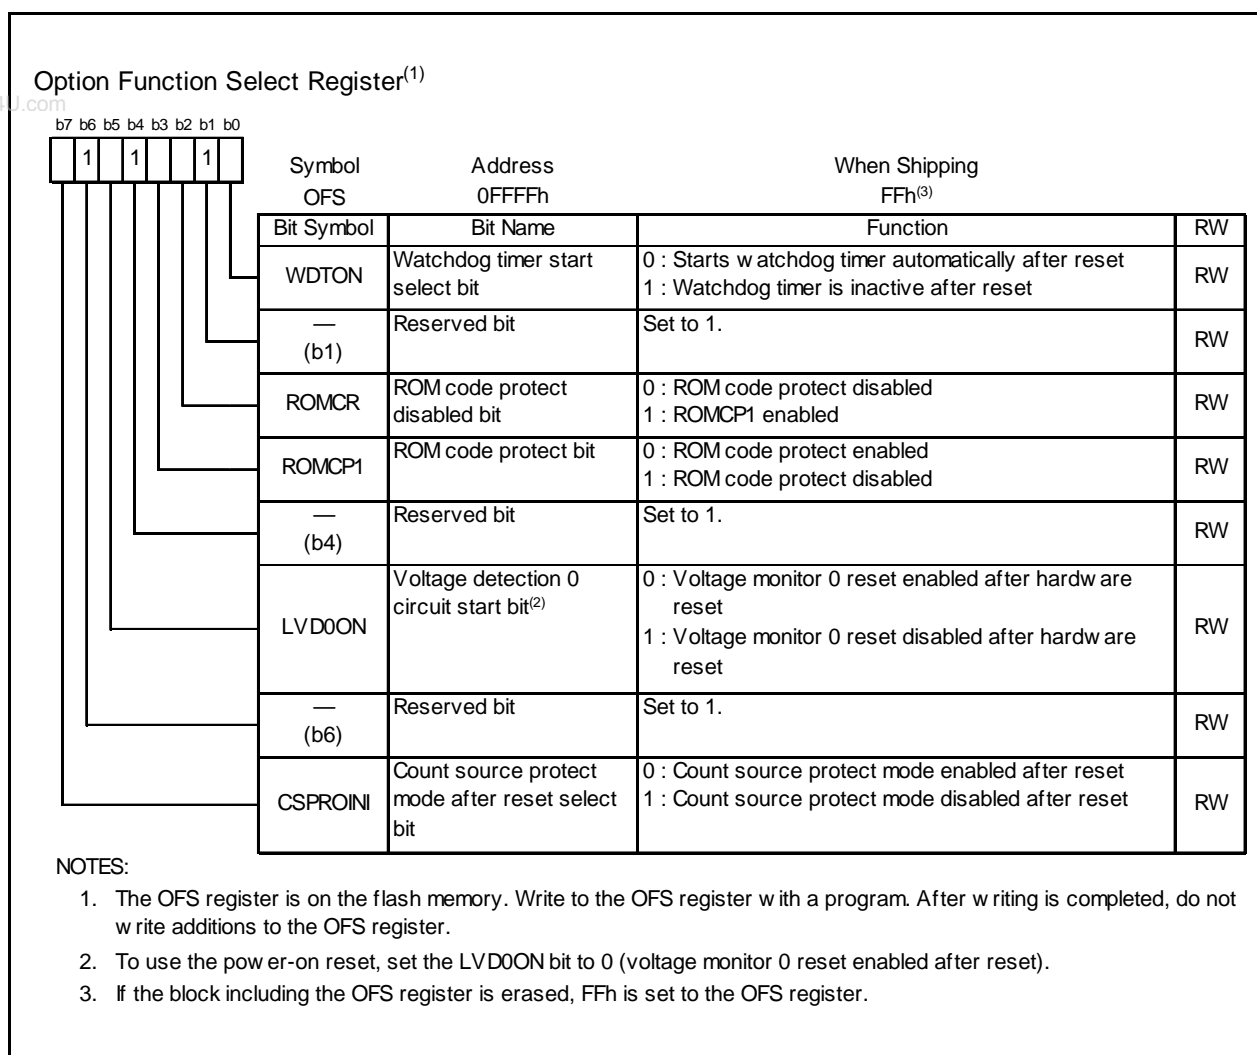 Option Function Select Register(1)
4U.com
b7 b6 b5 b4 b3 b2 b1 b0
1 1 1
Symbol Address When Shipping
OFS 0FFFFh FFh(3)
Bit Symbol Bit Name Function RW
WDTON Watchdog timer start select bit 0 : Starts watchdog timer automatically after reset
1 : Watchdog timer is inactive after reset RW
— (b1) Reserved bit Set to 1. RW
ROMCR ROM code protect disabled bit 0 : ROM code protect disabled
1 : ROMCP1 enabled RW
ROMCP1 ROM code protect bit 0 : ROM code protect enabled
1 : ROM code protect disabled RW
— (b4) Reserved bit Set to 1. RW
LVD0ON Voltage detection 0 circuit start bit(2) 0 : Voltage monitor 0 reset enabled after hardware reset
1 : Voltage monitor 0 reset disabled after hardware reset RW
— (b6) Reserved bit Set to 1. RW
CSPROINI Count source protect mode after reset select bit 0 : Count source protect mode enabled after reset
1 : Count source protect mode disabled after reset RW
NOTES:
1. The OFS register is on the flash memory. Write to the OFS register with a program. After writing is completed, do not
write additions to the OFS register.
2. To use the power-on reset, set the LVD0ON bit to 0 (voltage monitor 0 reset enabled after reset).
3. If the block including the OFS register is erased, FFh is set to the OFS register.